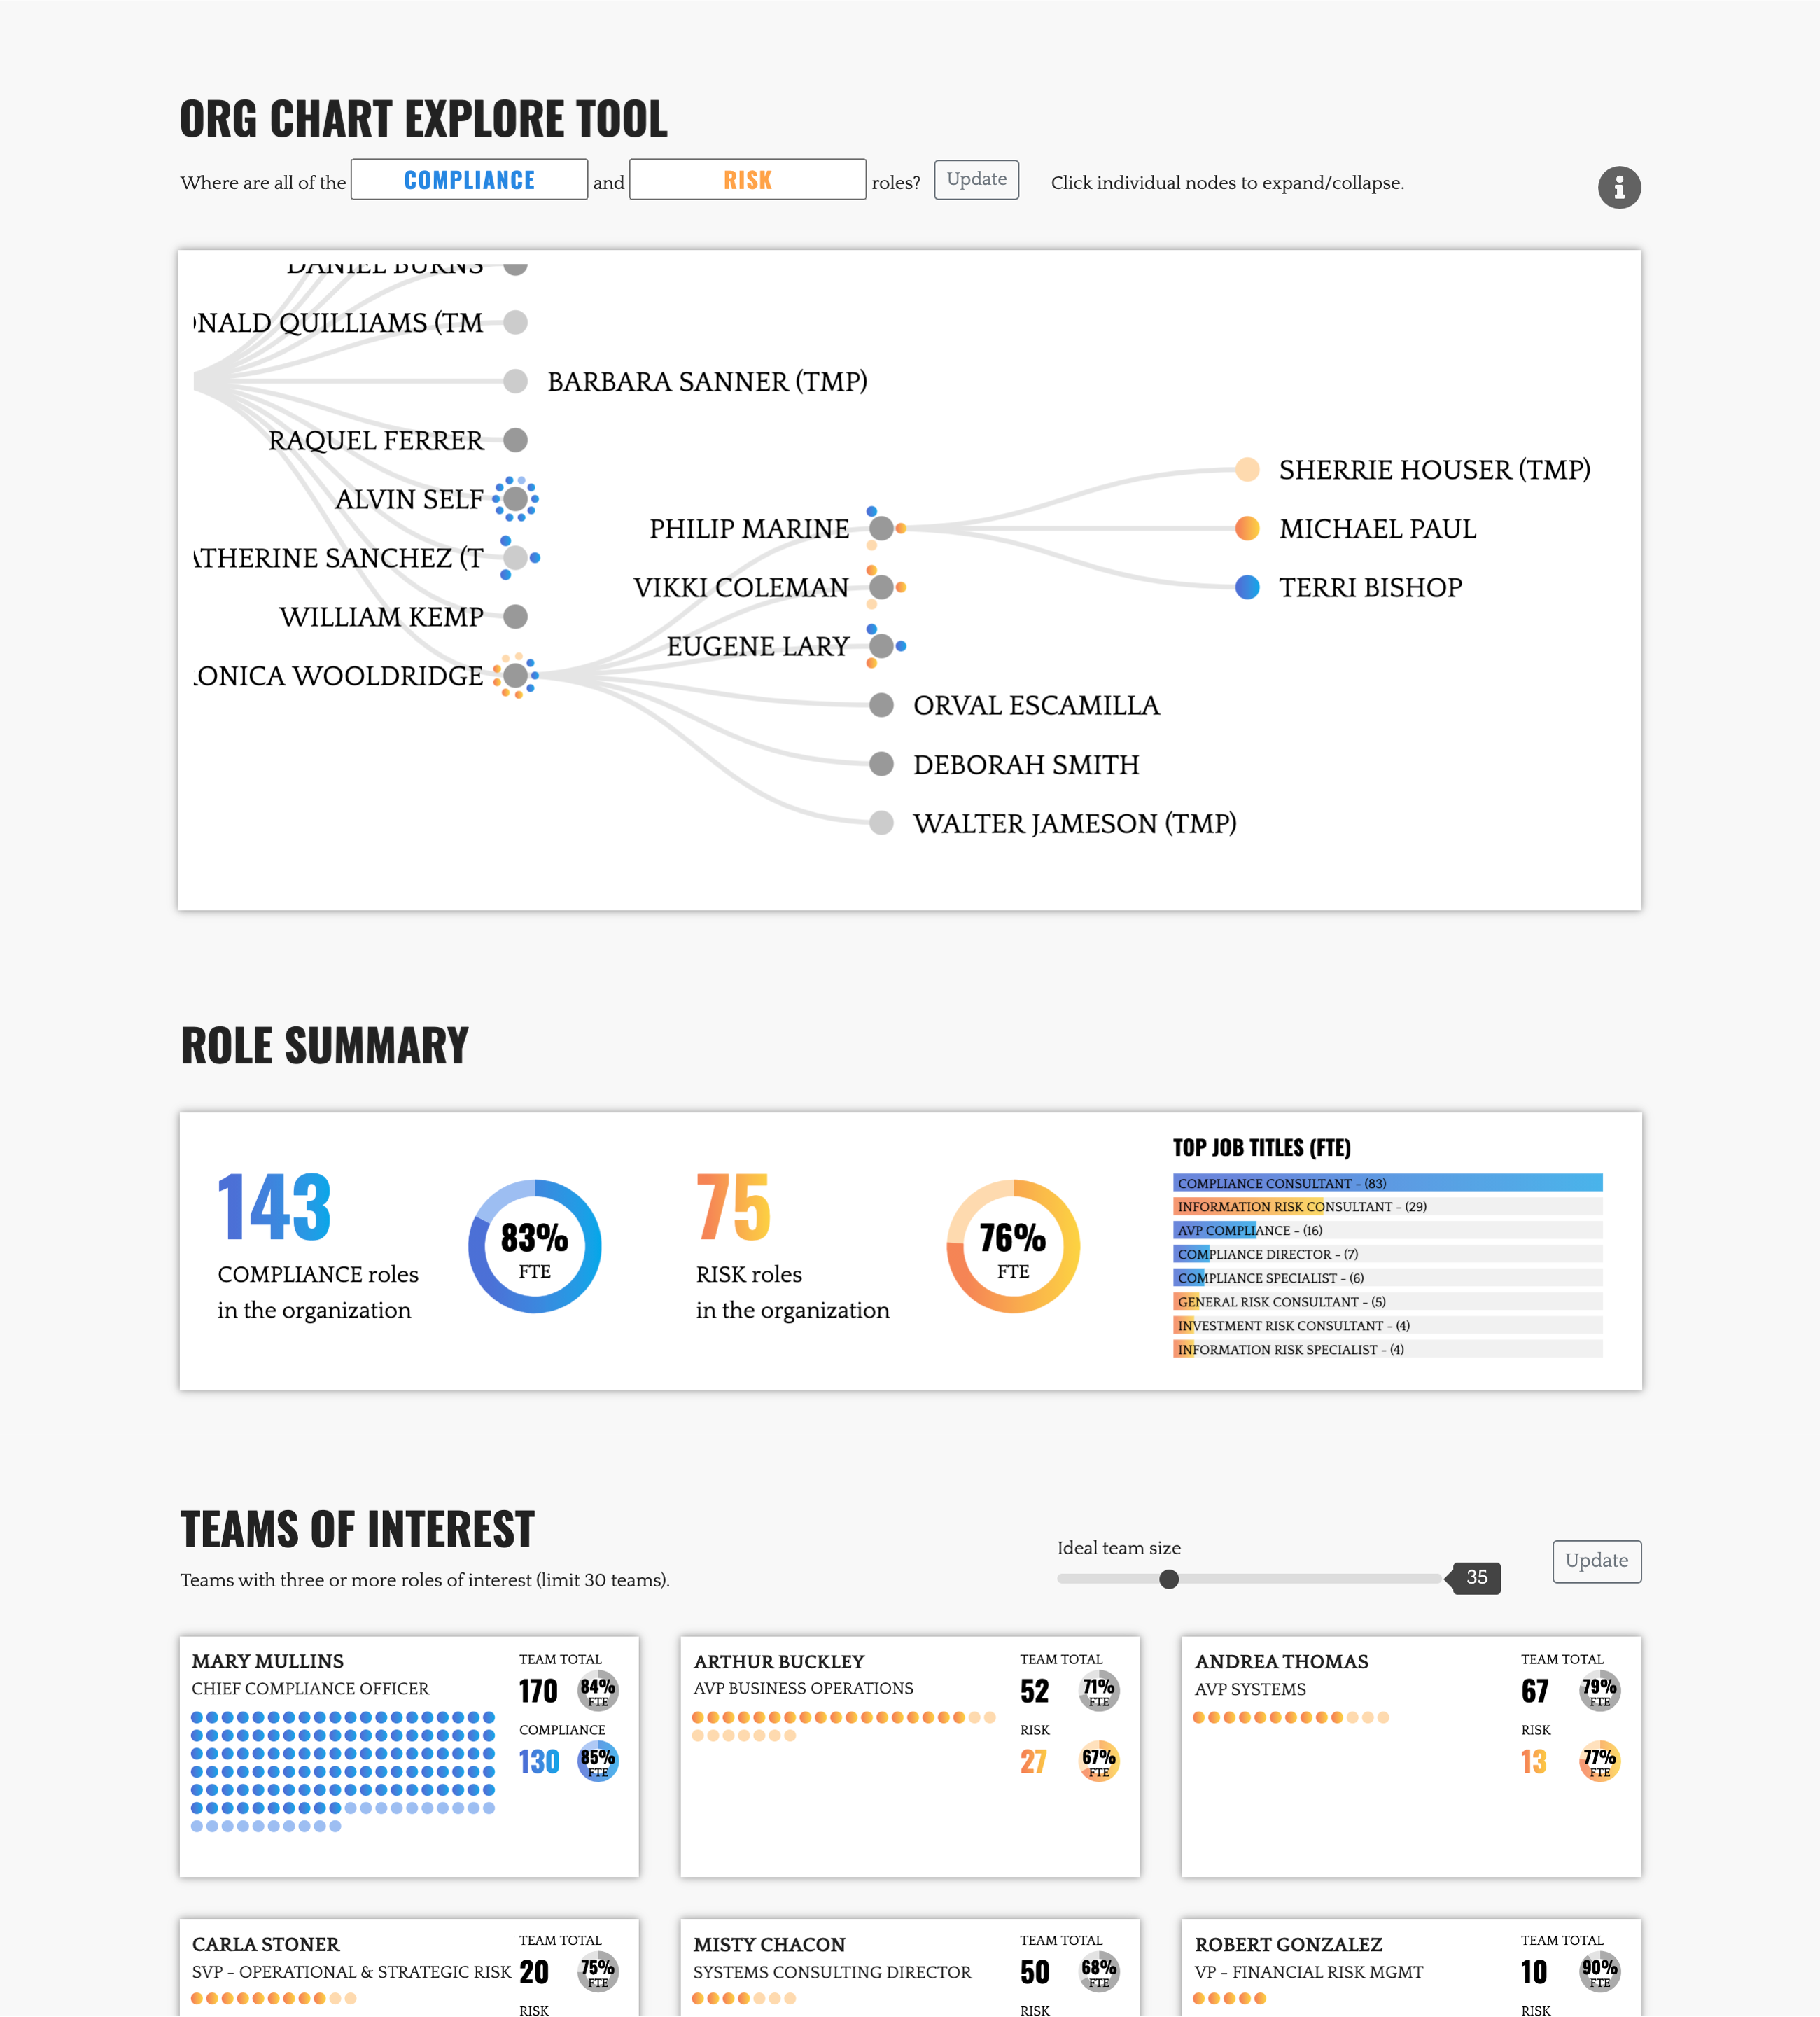 ORG CHART EXPLORE TOOL
Where are all of the COMPLIANCE and RISK roles? Update Click individual nodes to expand/collapse.
DANIEL BURNS
ONALD QUILLIAMS (TM
BARBARA SANNER (TMP)
RAQUEL FERRER
SHERRIE HOUSER (TMP)
ALVIN SELF
PHILIP MARINE
MICHAEL PAUL
ATHERINE SANCHEZ (T
VIKKI COLEMAN
TERRI BISHOP
WILLIAM KEMP
EUGENE LARY
RONICA WOOLDRIDGE
ORVAL ESCAMILLA
DEBORAH SMITH
WALTER JAMESON (TMP)
ROLE SUMMARY
143
COMPLIANCE roles
in the organization
83%
FTE
75
RISK roles
in the organization
76%
FTE
TOP JOB TITLES (FTE)
COMPLIANCE CONSULTANT - (83)
INFORMATION RISK CONSULTANT - (29)
AVP COMPLIANCE - (16)
COMPLIANCE DIRECTOR - (7)
COMPLIANCE SPECIALIST - (6)
GENERAL RISK CONSULTANT - (5)
INVESTMENT RISK CONSULTANT - (4)
INFORMATION RISK SPECIALIST - (4)
TEAMS OF INTEREST
Teams with three or more roles of interest (limit 30 teams).
Ideal team size
35
Update
MARY MULLINS
CHIEF COMPLIANCE OFFICER
TEAM TOTAL
170 84% FTE
COMPLIANCE
130 85% FTE
ARTHUR BUCKLEY
AVP BUSINESS OPERATIONS
TEAM TOTAL
52 71% FTE
RISK
27 67% FTE
ANDREA THOMAS
AVP SYSTEMS
TEAM TOTAL
67 79% FTE
RISK
13 77% FTE
CARLA STONER
SVP - OPERATIONAL & STRATEGIC RISK
TEAM TOTAL
20 75% FTE
RISK
MISTY CHACON
SYSTEMS CONSULTING DIRECTOR
TEAM TOTAL
50 68% FTE
RISK
ROBERT GONZALEZ
VP - FINANCIAL RISK MGMT
TEAM TOTAL
10 90% FTE
RISK